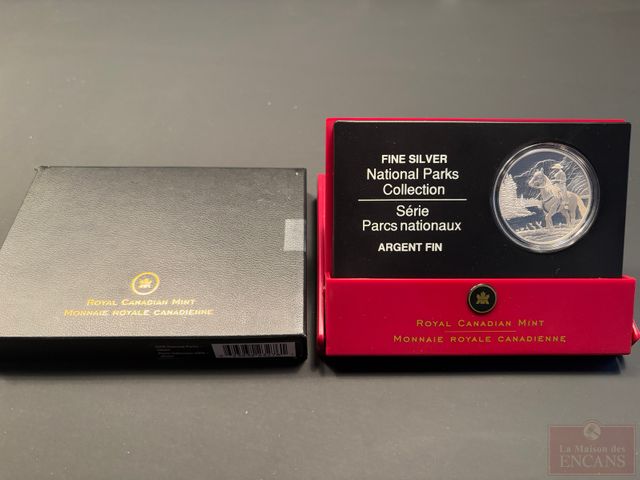 ROYAL CANADIAN MINT
MONNAIE ROYALE CANADIENNE
FINE SILVER
National Parks
Collection
Série
Parcs nationaux
ARGENT FIN
ROYAL CANADIAN MINT
MONNAIE ROYALE CANADIENNE
La Maison des
ENCANS